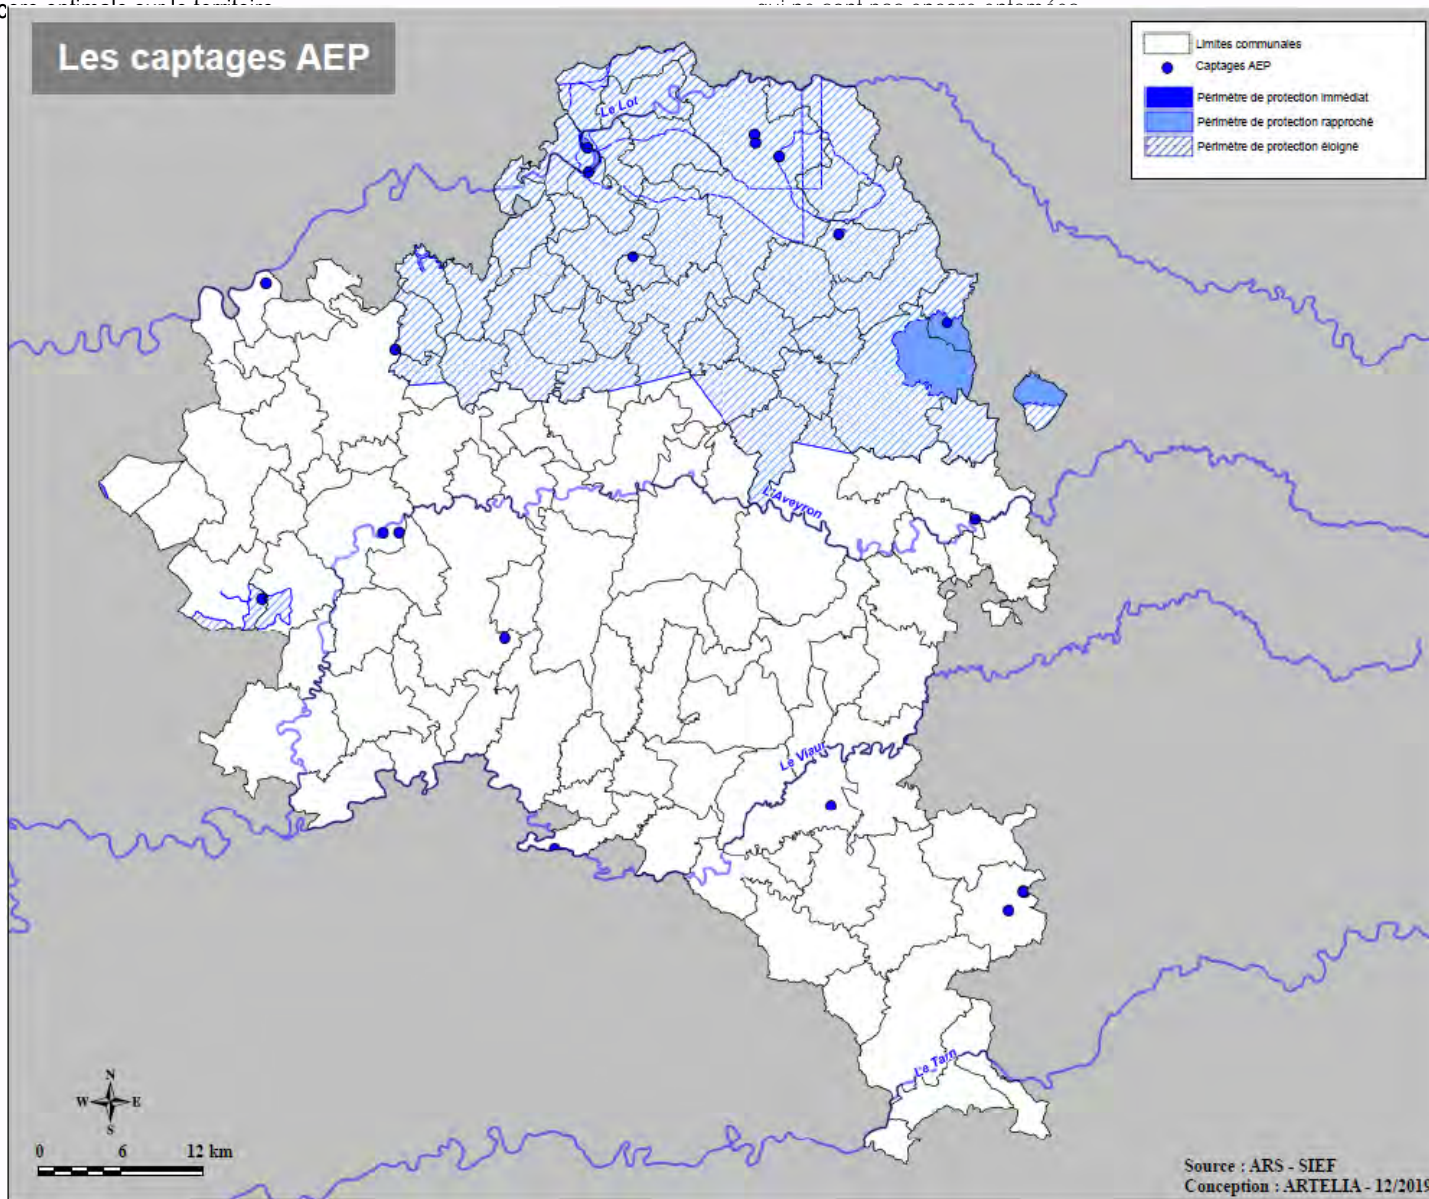 Les captages AEP
Limites communales
Captages AEP
Périmètre de protection immédiat
Périmètre de protection rapproché
Périmètre de protection éloigné
Le Lot
L'Aveyron
Le Viaur
Le Tarn
N
W E
S
0 6 12 km
Source : ARS - SIEF
Conception : ARTELIA - 12/2019